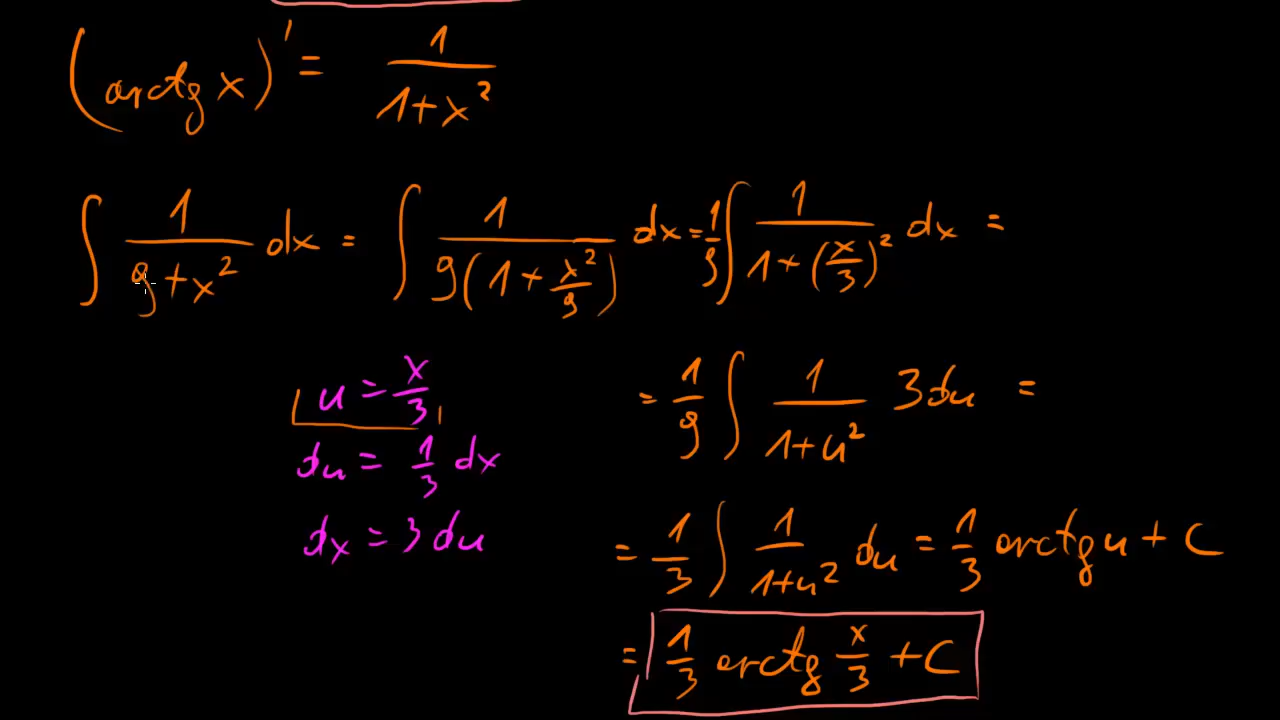 (arctg x)' = 1/(1+x²)
∫ 1/(9+x²) dx = ∫ 1/(9(1+x²/9)) dx = 1/9 ∫ 1/(1+(x/3)²) dx =
u = x/3
= 1/9 ∫ 1/(1+u²) 3du =
du = 1/3 dx
dx = 3du
= 1/3 ∫ 1/(1+u²) du = 1/3 arctg u + C
= 1/3 arctg x/3 + C